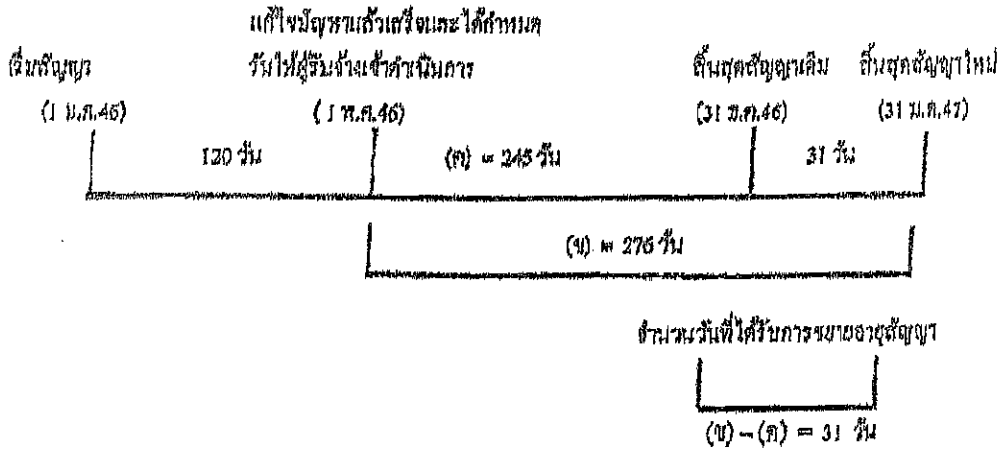 แก้ไขปัญหาแล้วเสร็จและได้กำหนด
เริ่มสัญญา วันให้ผู้รับจ้างเข้าดำเนินการ สิ้นสุดสัญญาเดิม สิ้นสุดสัญญาใหม่
(1 ม.ค.46) (1 พ.ค.46) (31 ธ.ค.46) (31 ม.ค.47)
120 วัน (ค) = 245 วัน 31 วัน
(ข) = 276 วัน
จำนวนวันที่ได้รับการขยายอายุสัญญา
(ข) – (ค) = 31 วัน